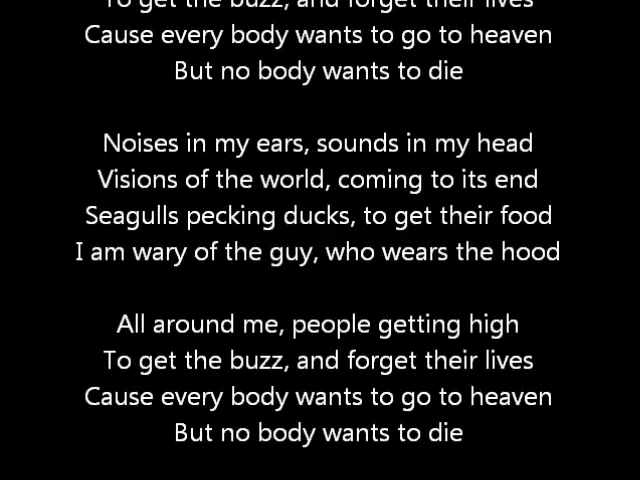 To get the buzz, and forget their lives
Cause every body wants to go to heaven
But no body wants to die
Noises in my ears, sounds in my head
Visions of the world, coming to its end
Seagulls pecking ducks, to get their food
I am wary of the guy, who wears the hood
All around me, people getting high
To get the buzz, and forget their lives
Cause every body wants to go to heaven
But no body wants to die